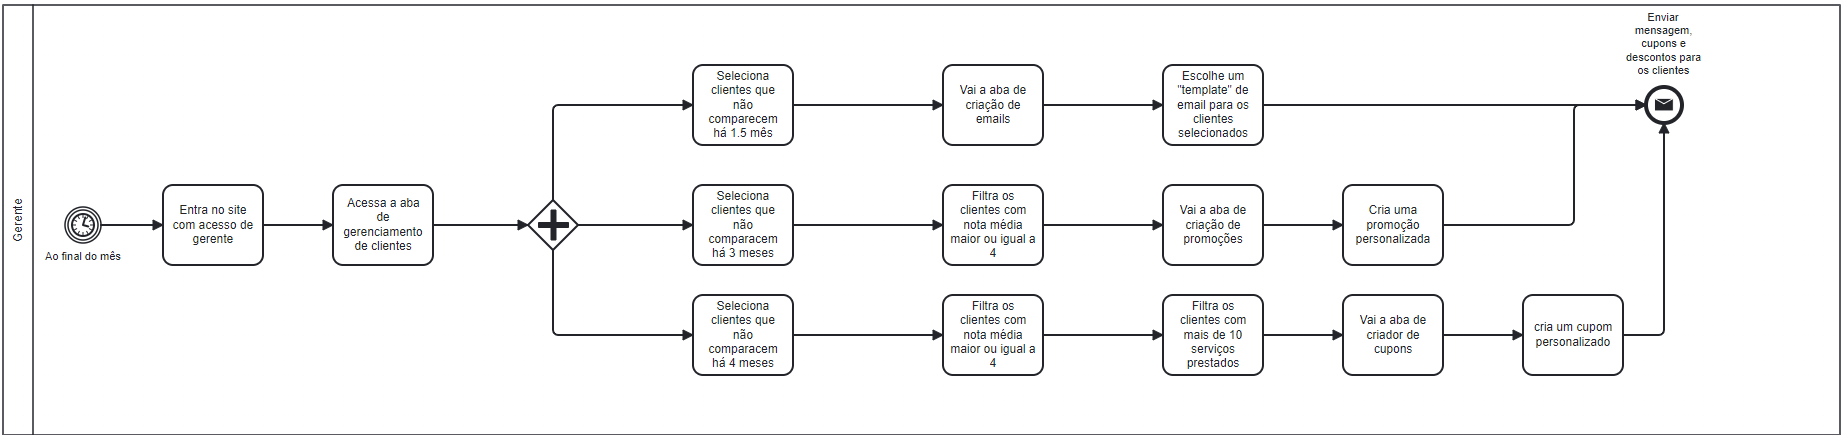 Gerente
Ao final do mês
Entra no site
com acesso de
gerente
Acessa a aba
de
gerenciamento
de clientes
Seleciona
clientes que
não
comparecem
há 1.5 mês
Vai a aba de
criação de
emails
Escolhe um
"template" de
email para os
clientes
selecionados
Seleciona
clientes que
não
comparacem
há 3 meses
Filtra os
clientes com
nota média
maior ou igual a
4
Vai a aba de
criação de
promoções
Cria uma
promoção
personalizada
Seleciona
clientes que
não
comparacem
há 4 meses
Filtra os
clientes com
nota média
maior ou igual a
4
Filtra os
clientes com
mais de 10
serviços
prestados
Vai a aba de
criador de
cupons
cria um cupom
personalizado
Enviar
mensagem,
cupons e
descontos para
os clientes